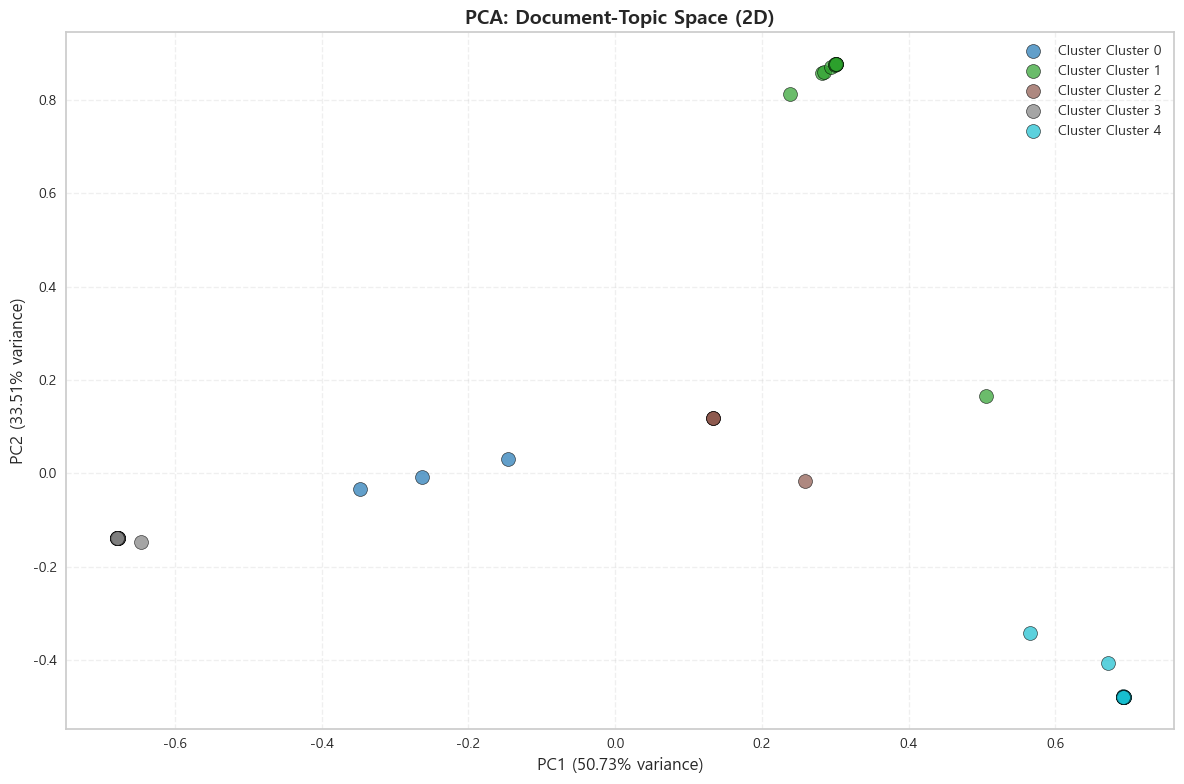 PCA: Document-Topic Space (2D)
Cluster Cluster 0
Cluster Cluster 1
Cluster Cluster 2
Cluster Cluster 3
Cluster Cluster 4
PC2 (33.51% variance)
0.8
0.6
0.4
0.2
0.0
-0.2
-0.4
-0.6
-0.4
-0.2
0.0
0.2
0.4
0.6
PC1 (50.73% variance)